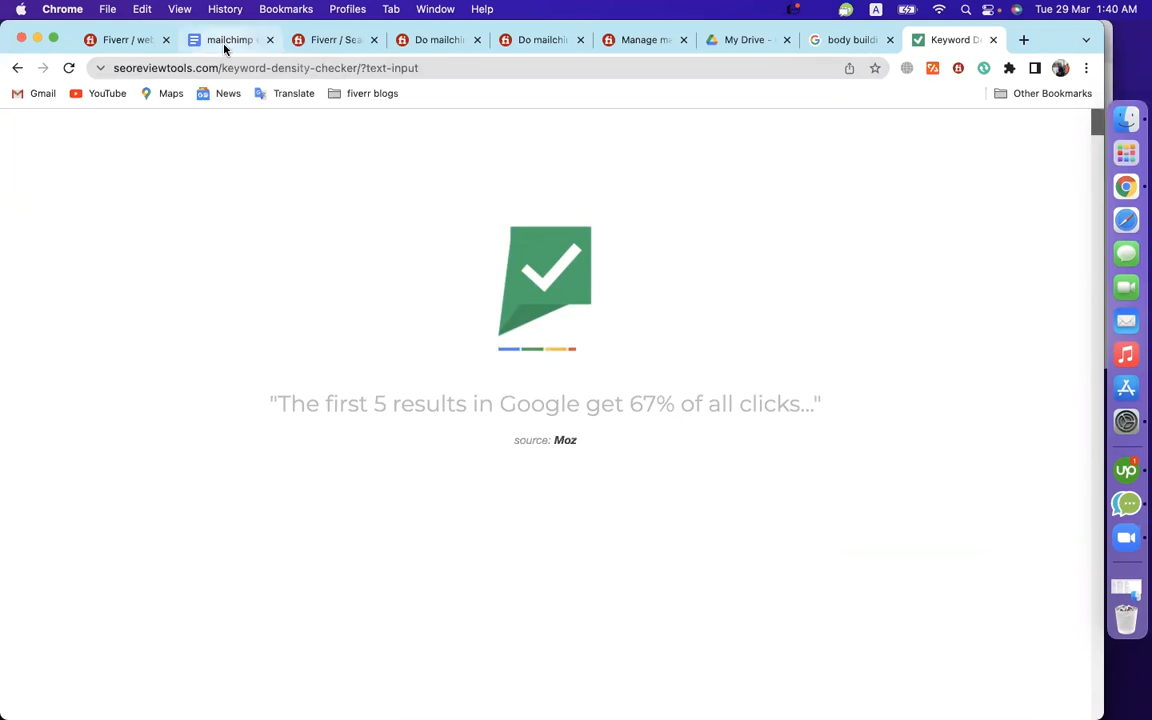 Chrome File Edit View History Bookmarks Profiles Tab Window Help A Tue 29 Mar 1:40 AM
Fiverr / we mailchimp Fiverr / Sea Do mailchi Do mailchi Manage m My Drive - body buildi Keyword D
seoreviewtools.com/keyword-density-checker/?text-input
Gmail YouTube Maps News Translate fiverr blogs Other Bookmarks
"The first 5 results in Google get 67% of all clicks..."
source: Moz
up 1